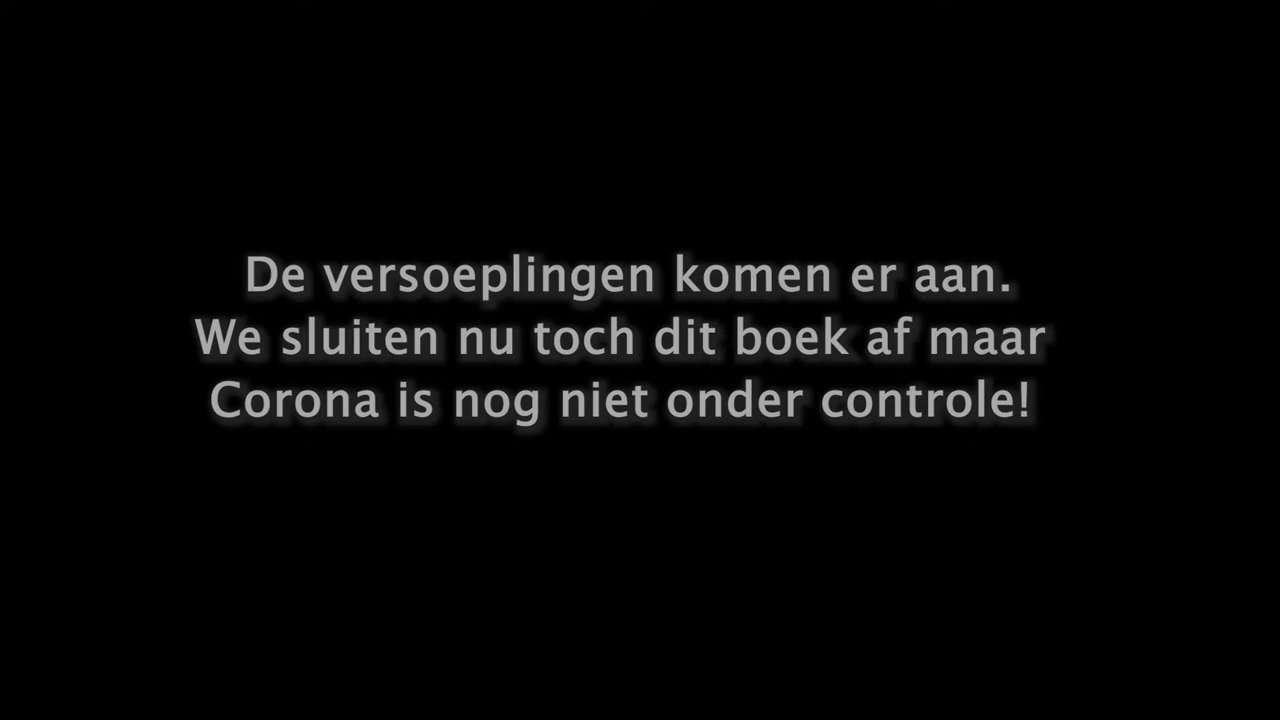 De versoeplingen komen er aan.
We sluiten nu toch dit boek af maar
Corona is nog niet onder controle!